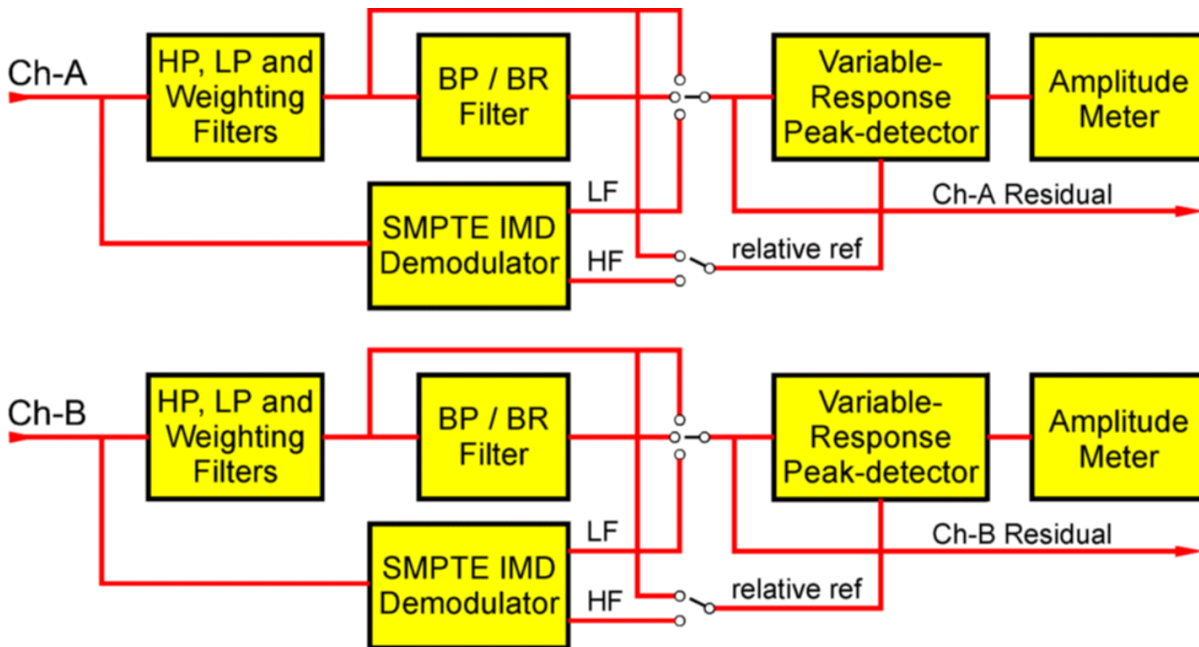 Ch-A
HP, LP and
Weighting
Filters
BP / BR
Filter
Variable-
Response
Peak-detector
Amplitude
Meter
SMPTE IMD
Demodulator
LF
HF
Ch-A Residual
relative ref
Ch-B
HP, LP and
Weighting
Filters
BP / BR
Filter
Variable-
Response
Peak-detector
Amplitude
Meter
SMPTE IMD
Demodulator
LF
HF
Ch-B Residual
relative ref